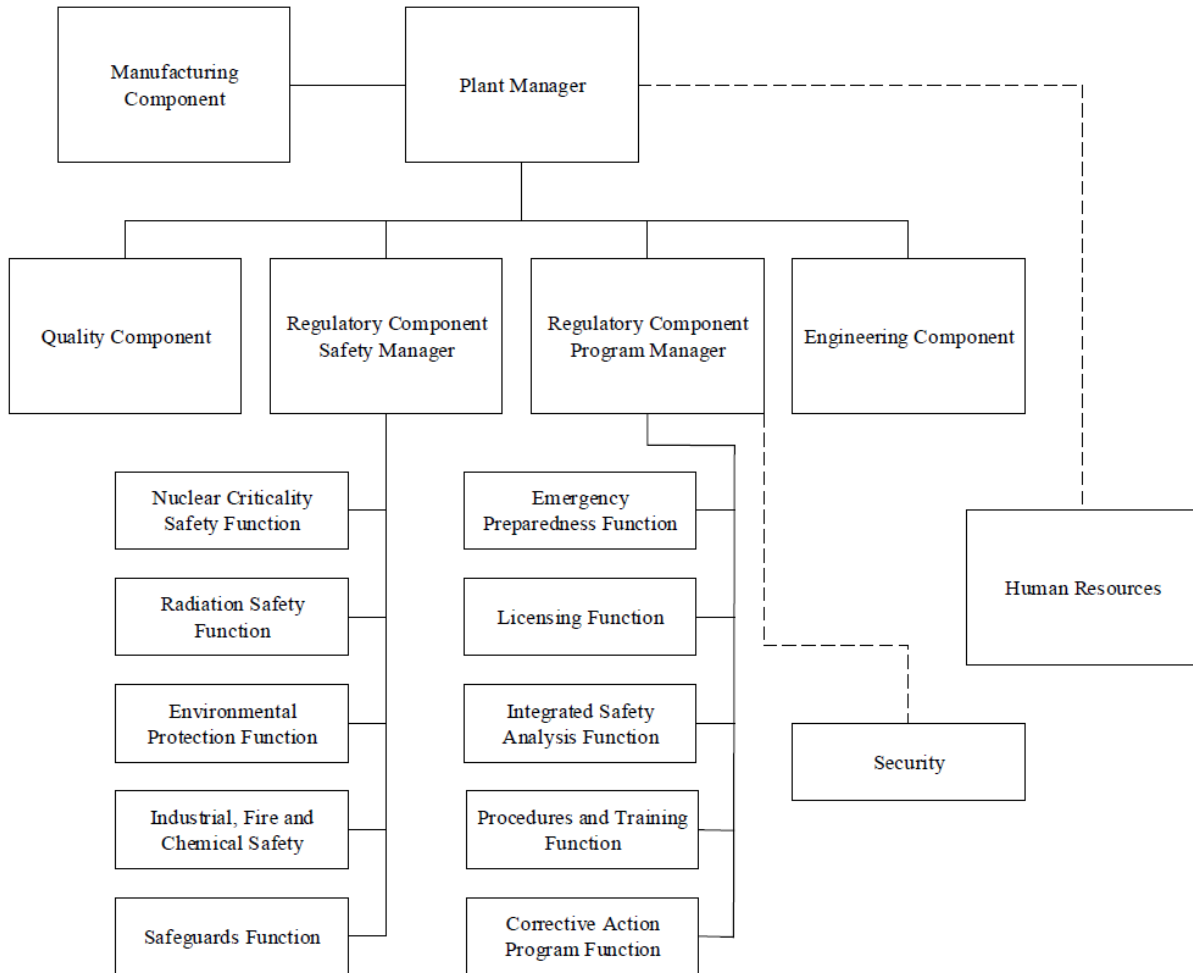 Manufacturing
Component
Plant Manager
Quality Component
Regulatory Component
Safety Manager
Regulatory Component
Program Manager
Engineering Component
Nuclear Criticality
Safety Function
Emergency
Preparedness Function
Human Resources
Radiation Safety
Function
Licensing Function
Environmental
Protection Function
Integrated Safety
Analysis Function
Security
Industrial, Fire and
Chemical Safety
Procedures and Training
Function
Safeguards Function
Corrective Action
Program Function